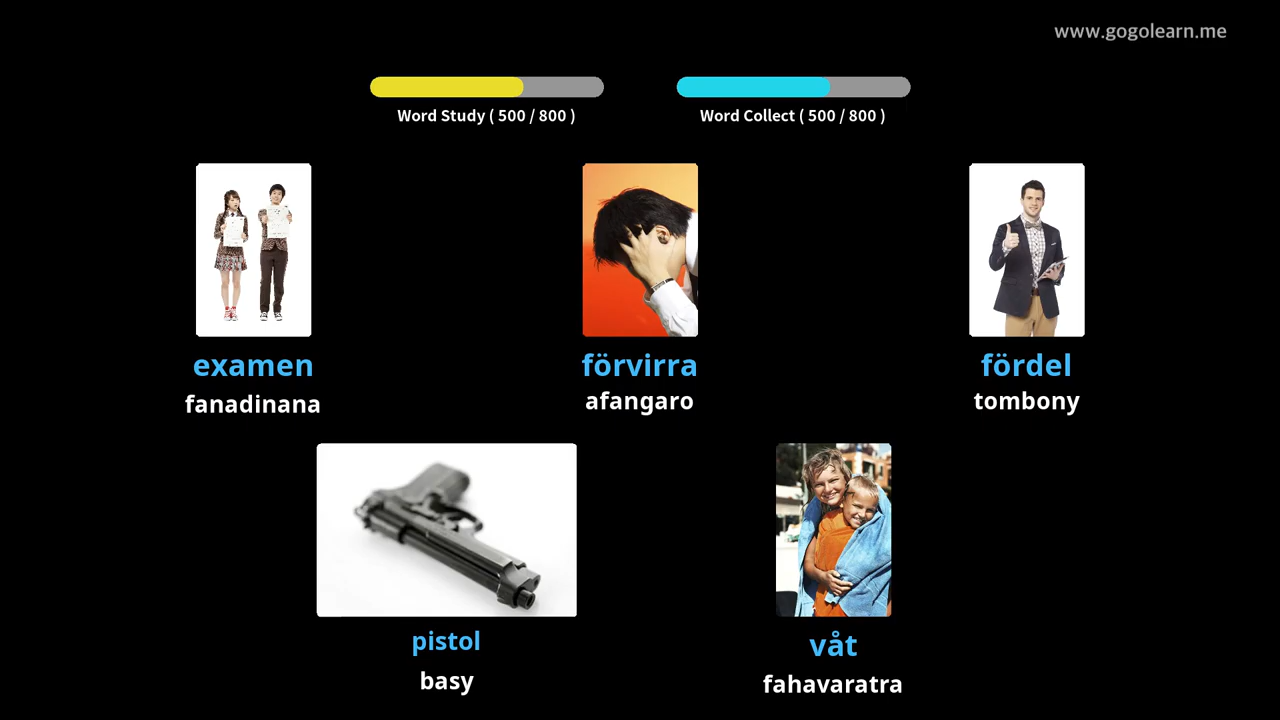 www.gogolearn.me
Word Study ( 500 / 800 )
Word Collect ( 500 / 800 )
examen
fanadinana
förvirra
afangaro
fördel
tombony
pistol
basy
våt
fahavaratra